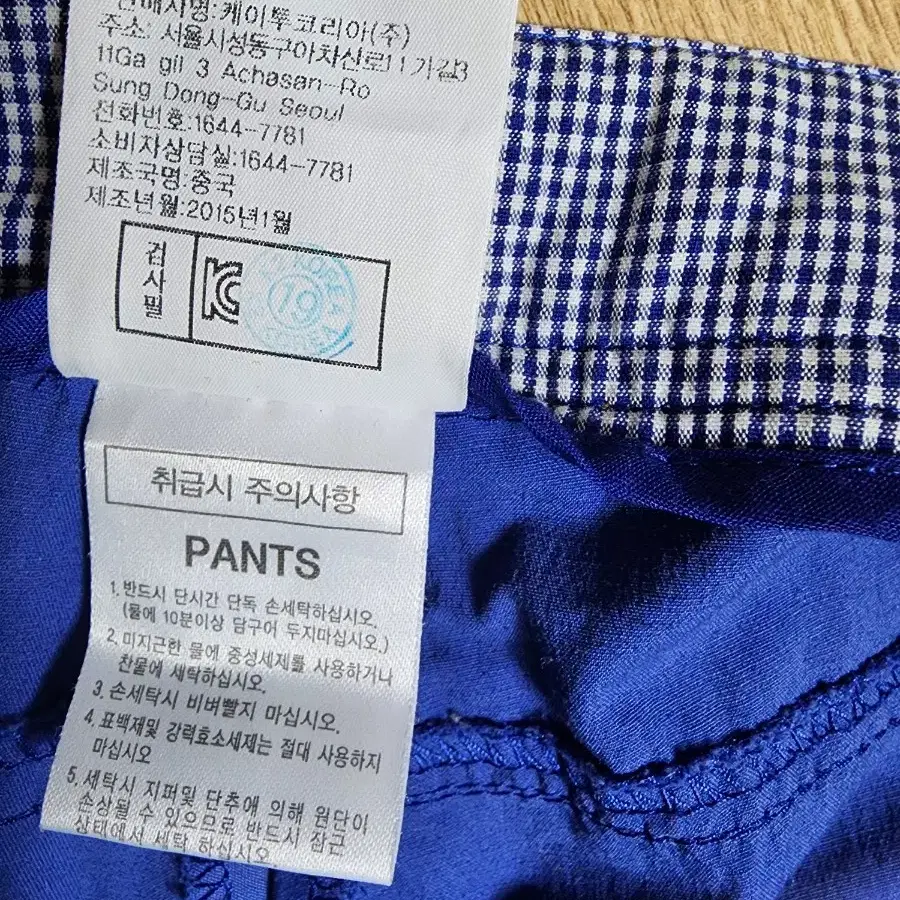 판매사명:케이투코리아(주)
주소: 서울시성동구아차산로11가길3
11Ga gil 3 Achasan-Ro
Sung Dong-Gu Seoul
전화번호:1644-7781
소비자상담실:1644-7781
제조국명:중국
제조년월:2015년1월
검사필
KC
19
KOREA
취급시 주의사항
PANTS
1. 반드시 단시간 단독 손세탁하십시오.
(물에 10분이상 담구어 두지마십시오.)
2. 미지근한 물에 중성세제를 사용하거나
찬물에 세탁하십시오.
3. 손세탁시 비벼빨지 마십시오.
4. 표백제및 강력효소세제는 절대 사용하지
마십시오
5. 세탁시 지퍼및 단추에 의해 원단이
손상될 수 있으므로 반드시 잠근
상태에서 세탁 하십시오.